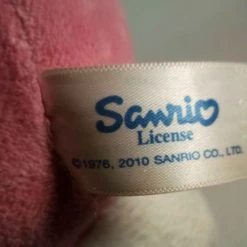 Sanrio
License
©1976, 2010 SANRIO CO., LTD.